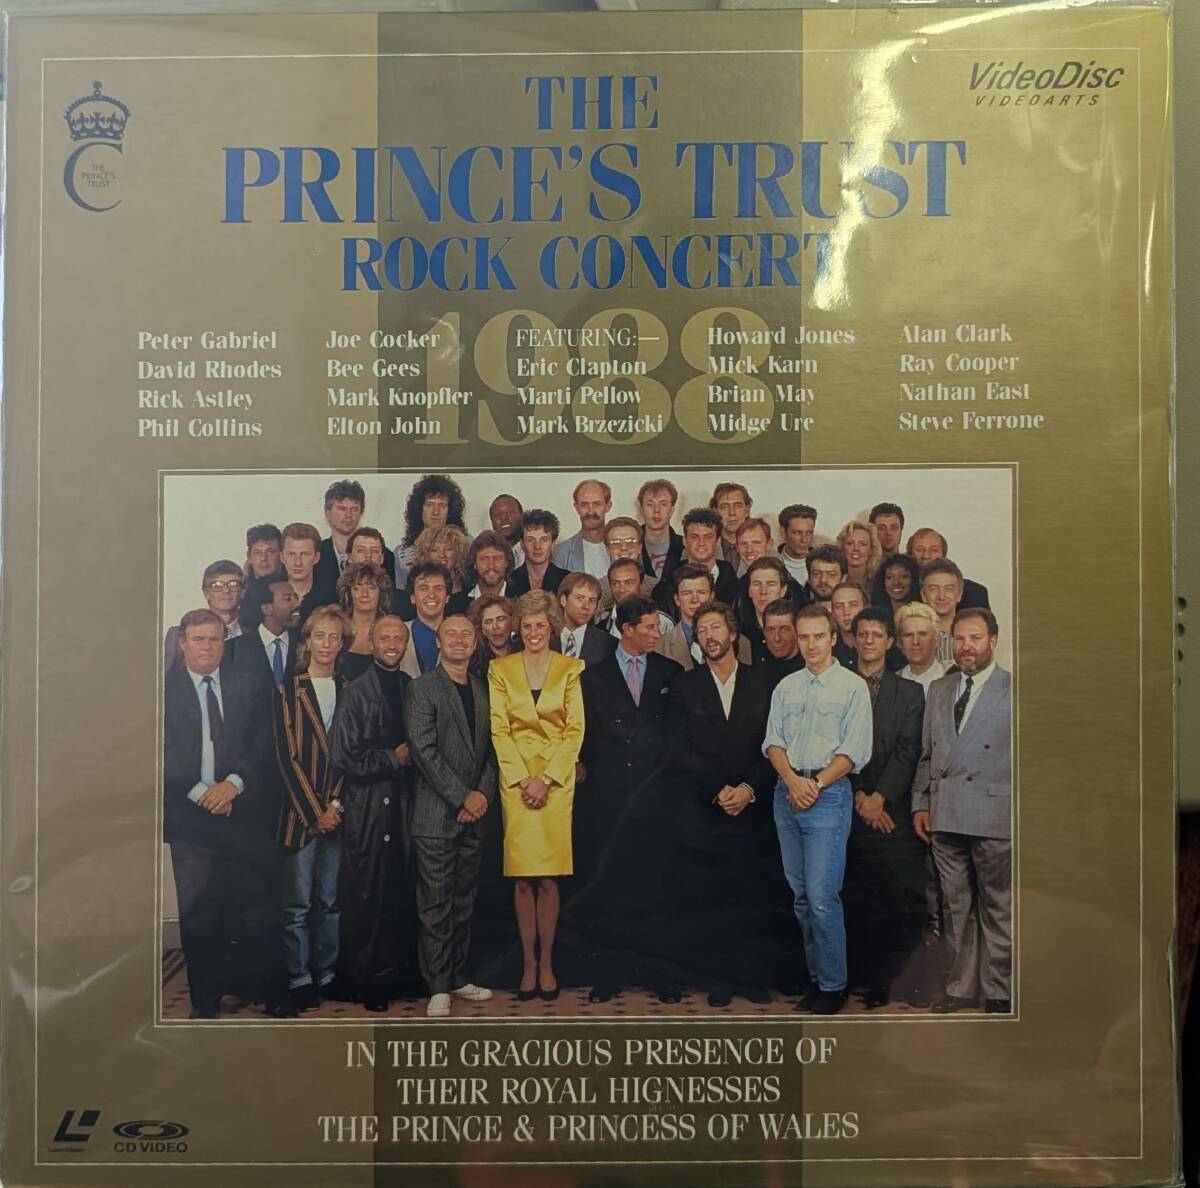 THE
PRINCE'S TRUST
ROCK CONCERT
1988
VideoDisc
VIDEOARTS
THE
PRINCE'S
TRUST
Peter Gabriel
David Rhodes
Rick Astley
Phil Collins
Joe Cocker
Bee Gees
Mark Knopfler
Elton John
FEATURING:—
Eric Clapton
Marti Pellow
Mark Brzezicki
Howard Jones
Mick Karn
Brian May
Midge Ure
Alan Clark
Ray Cooper
Nathan East
Steve Ferrone
IN THE GRACIOUS PRESENCE OF
THEIR ROYAL HIGNESSES
THE PRINCE & PRINCESS OF WALES
LaserVision
CD VIDEO